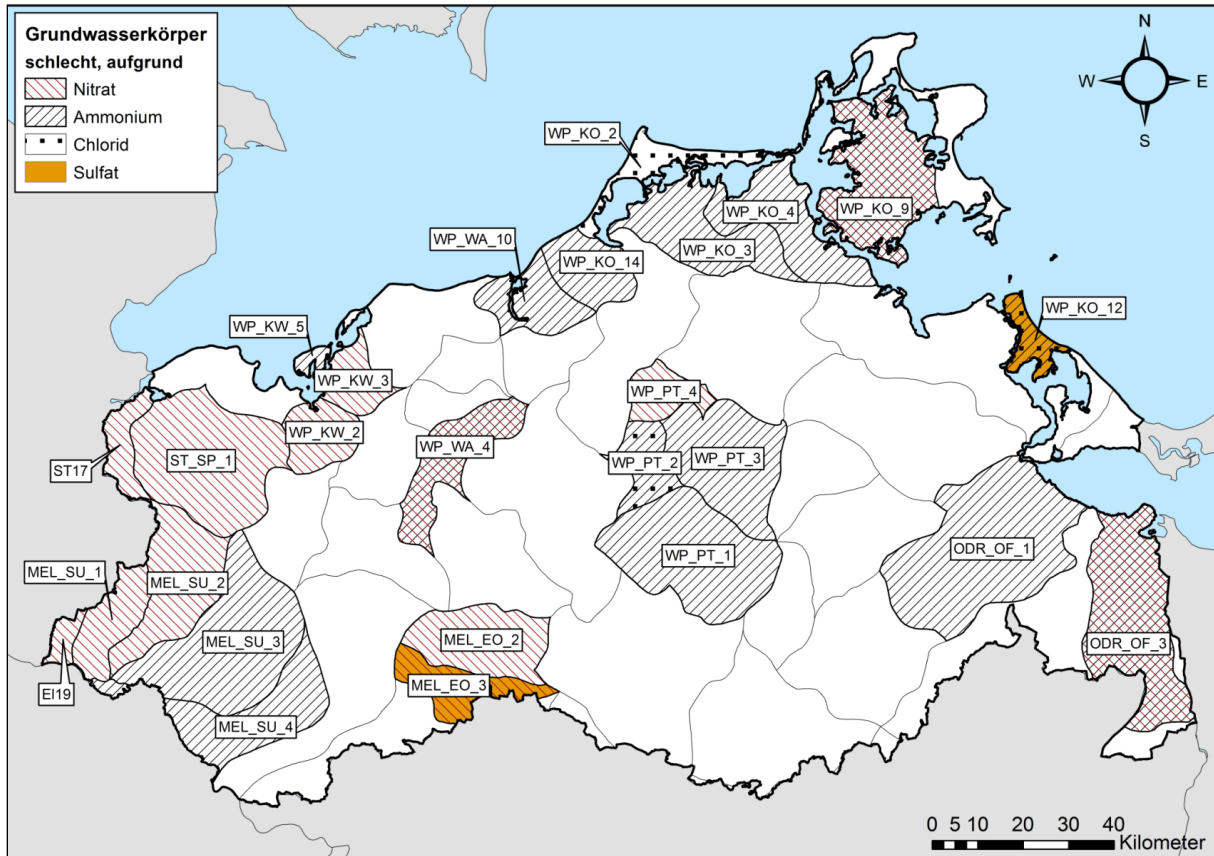 Grundwasserkörper
schlecht, aufgrund
Nitrat
Ammonium
Chlorid
Sulfat
N
W
E
S
WP_KO_2
WP_KO_4
WP_KO_9
WP_WA_10
WP_KO_3
WP_KO_14
WP_KO_12
WP_KW_5
WP_KW_3
WP_PT_4
WP_KW_2
WP_WA_4
ST17
ST_SP_1
WP_PT_2
WP_PT_3
WP_PT_1
ODR_OF_1
MEL_SU_1
MEL_SU_2
MEL_SU_3
MEL_EO_2
ODR_OF_3
MEL_EO_3
El19
MEL_SU_4
0 5 10 20 30 40
Kilometer